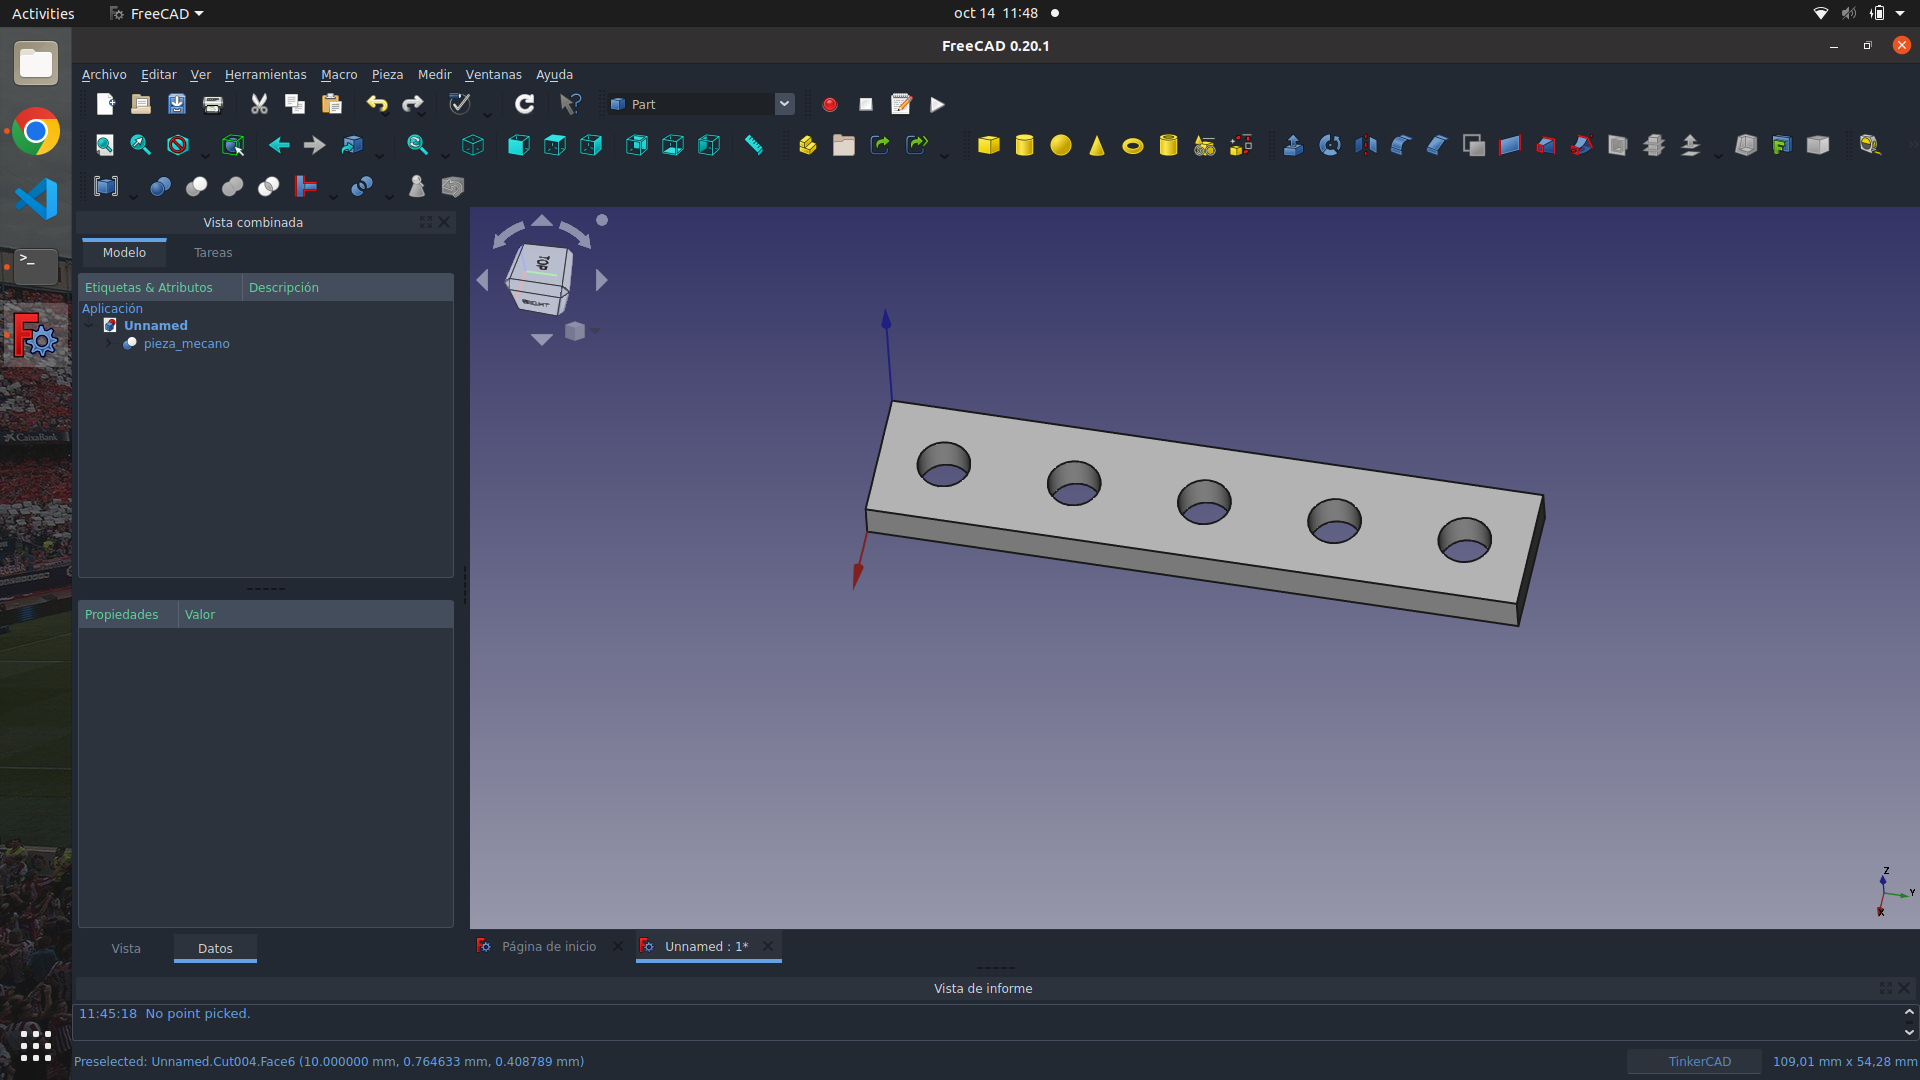 Activities
FreeCAD
oct 14 11:48
FreeCAD 0.20.1
Archivo Editar Ver Herramientas Macro Pieza Medir Ventanas Ayuda
Part
Vista combinada
Modelo Tareas
Etiquetas & Atributos Descripción
Aplicación
Unnamed
pieza_mecano
TOP
Z
Y
X
Propiedades Valor
Vista Datos
Página de inicio
Unnamed : 1*
Vista de informe
11:45:18 No point picked.
Preselected: Unnamed.Cut004.Face6 (10.000000 mm, 0.764633 mm, 0.408789 mm)
TinkerCAD
109,01 mm x 54,28 mm